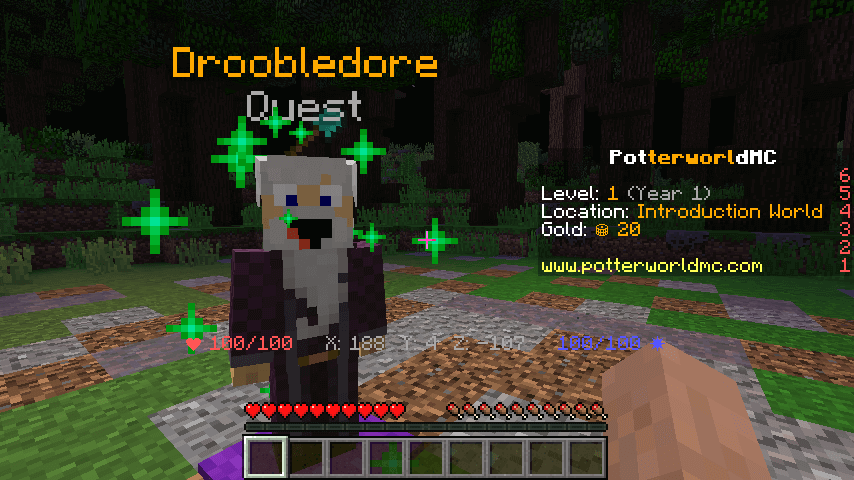 Droobledore
Quest
PotterworldMC
6
Level: 1 (Year 1)
5
Location: Introduction World
4
Gold: 20
3
2
www.potterworldmc.com
1
100/100 X: 188 Y: 4 Z: -107 100/100